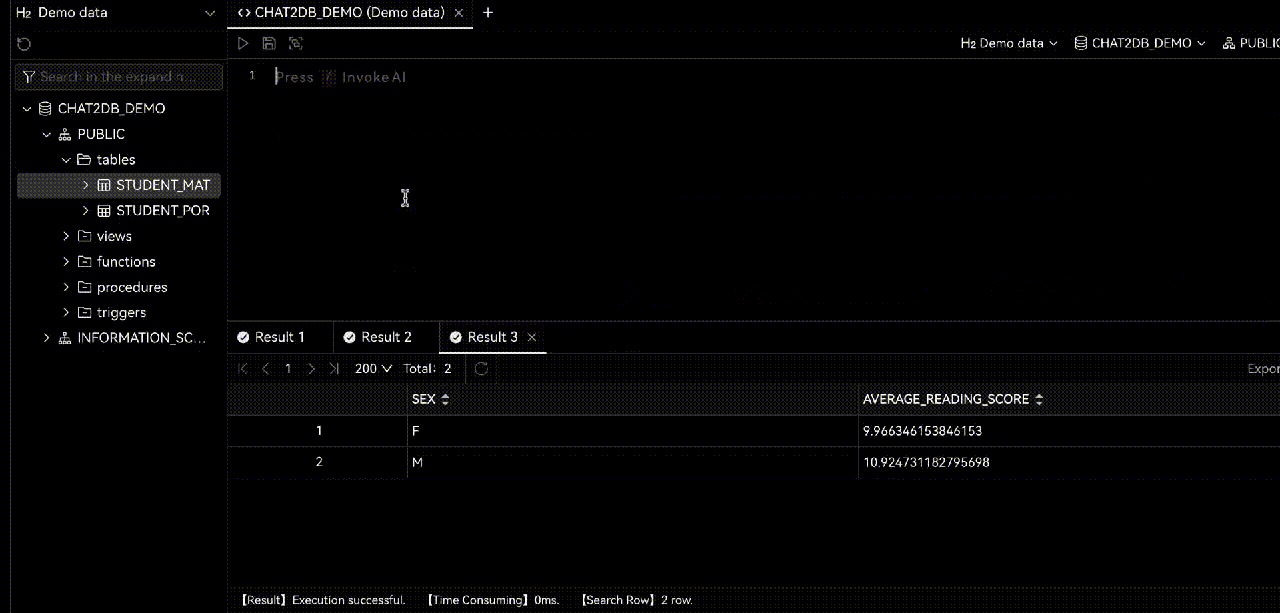 H2 Demo data
<> CHAT2DB_DEMO (Demo data)
H2 Demo data
CHAT2DB_DEMO
PUBLIC
Search in the expand n...
1
Press / Invoke AI
CHAT2DB_DEMO
PUBLIC
tables
STUDENT_MAT
STUDENT_POR
views
functions
procedures
triggers
INFORMATION_SC...
Result 1
Result 2
Result 3
1
200
Total: 2
Expor
SEX
AVERAGE_READING_SCORE
1 F 9.966346153846153
2 M 10.924731182795698
【Result】Execution successful. 【Time Consuming】0ms. 【Search Row】2 row.